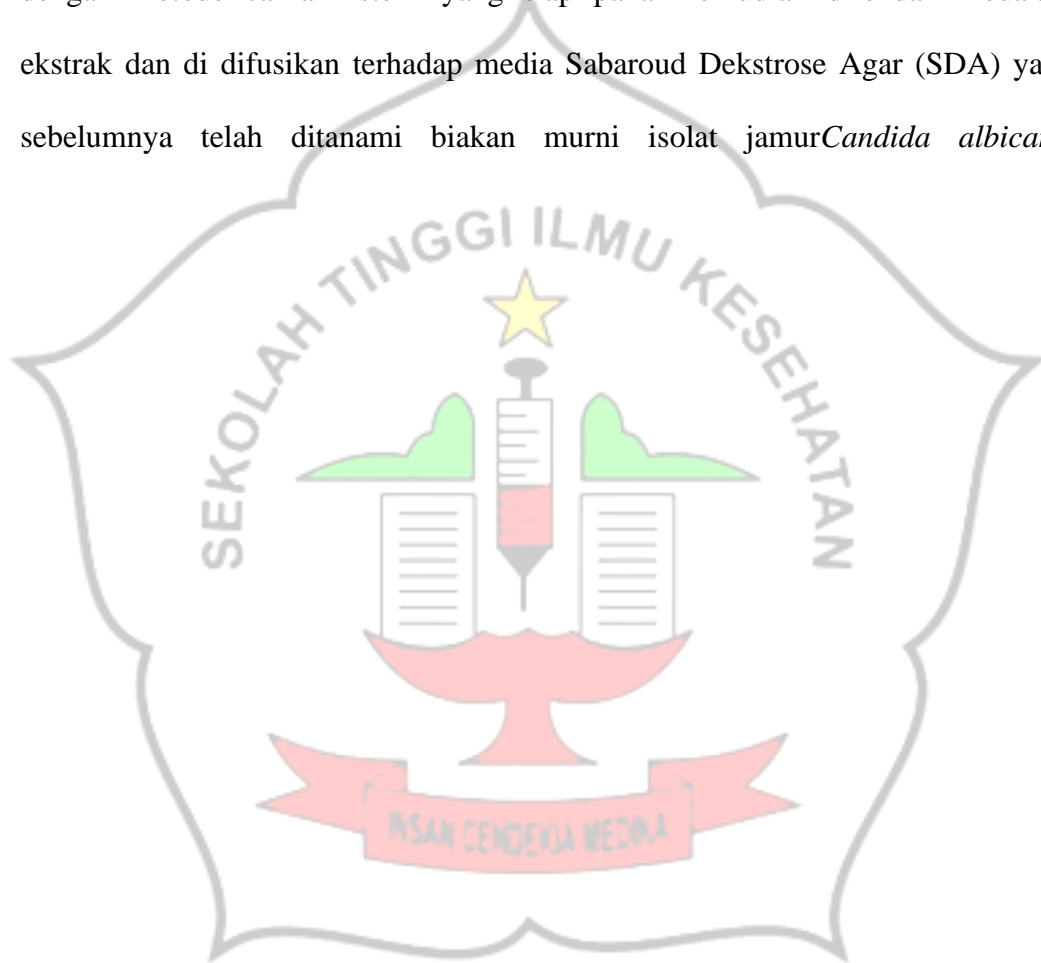 ekstrak dan di difusikan terhadap media Sabaroud Dekstrose Agar (SDA) ya
sebelumnya telah ditanami biakan murni isolat jamurCandida albica
SEKOLAH TINGGI ILMU KESEHATAN
INSAN CENDEKIA MEDIKA